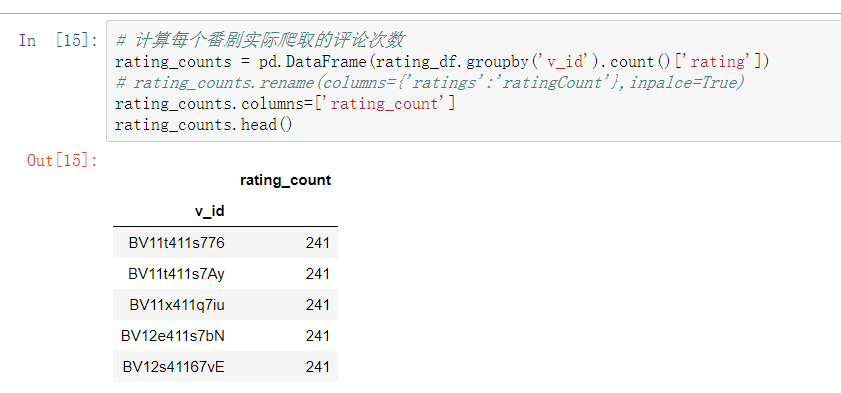 In [15]: # 计算每个番剧实际爬取的评论次数
rating_counts = pd.DataFrame(rating_df.groupby('v_id').count()['rating'])
# rating_counts.rename(columns={'ratings':'ratingCount'},inpalce=True)
rating_counts.columns=['rating_count']
rating_counts.head()
Out[15]:
rating_count
v_id
BV11t411s776 241
BV11t411s7Ay 241
BV11x411q7iu 241
BV12e411s7bN 241
BV12s41167vE 241